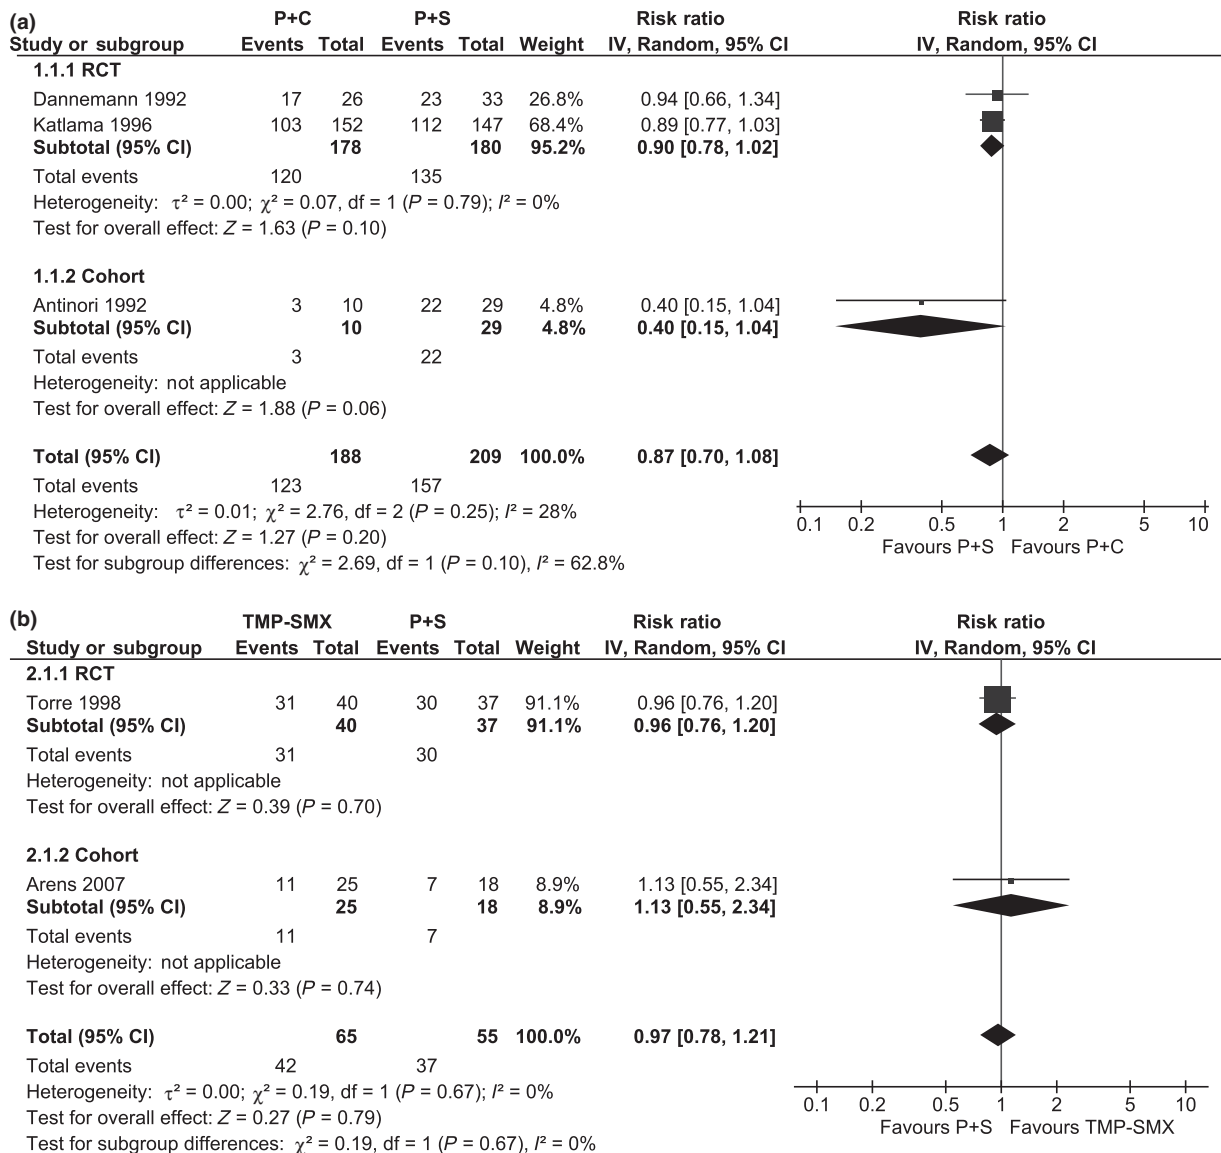 (a) P+C P+S Risk ratio Risk ratio
Study or subgroup Events Total Events Total Weight IV, Random, 95% CI IV, Random, 95% CI
1.1.1 RCT
Dannemann 1992 17 26 23 33 26.8% 0.94 [0.66, 1.34]
Katlama 1996 103 152 112 147 68.4% 0.89 [0.77, 1.03]
Subtotal (95% CI) 178 180 95.2% 0.90 [0.78, 1.02]
Total events 120 135
Heterogeneity: τ² = 0.00; χ² = 0.07, df = 1 (P = 0.79); I² = 0%
Test for overall effect: Z = 1.63 (P = 0.10)
1.1.2 Cohort
Antinori 1992 3 10 22 29 4.8% 0.40 [0.15, 1.04]
Subtotal (95% CI) 10 29 4.8% 0.40 [0.15, 1.04]
Total events 3 22
Heterogeneity: not applicable
Test for overall effect: Z = 1.88 (P = 0.06)
Total (95% CI) 188 209 100.0% 0.87 [0.70, 1.08]
Total events 123 157
Heterogeneity: τ² = 0.01; χ² = 2.76, df = 2 (P = 0.25); I² = 28%
Test for overall effect: Z = 1.27 (P = 0.20)
Test for subgroup differences: χ² = 2.69, df = 1 (P = 0.10), I² = 62.8%
0.1 0.2 0.5 1 2 5 10
Favours P+S Favours P+C
(b) TMP-SMX P+S Risk ratio Risk ratio
Study or subgroup Events Total Events Total Weight IV, Random, 95% CI IV, Random, 95% CI
2.1.1 RCT
Torre 1998 31 40 30 37 91.1% 0.96 [0.76, 1.20]
Subtotal (95% CI) 40 37 91.1% 0.96 [0.76, 1.20]
Total events 31 30
Heterogeneity: not applicable
Test for overall effect: Z = 0.39 (P = 0.70)
2.1.2 Cohort
Arens 2007 11 25 7 18 8.9% 1.13 [0.55, 2.34]
Subtotal (95% CI) 25 18 8.9% 1.13 [0.55, 2.34]
Total events 11 7
Heterogeneity: not applicable
Test for overall effect: Z = 0.33 (P = 0.74)
Total (95% CI) 65 55 100.0% 0.97 [0.78, 1.21]
Total events 42 37
Heterogeneity: τ² = 0.00; χ² = 0.19, df = 1 (P = 0.67); I² = 0%
Test for overall effect: Z = 0.27 (P = 0.79)
Test for subgroup differences: χ² = 0.19, df = 1 (P = 0.67), I² = 0%
0.1 0.2 0.5 1 2 5 10
Favours P+S Favours TMP-SMX